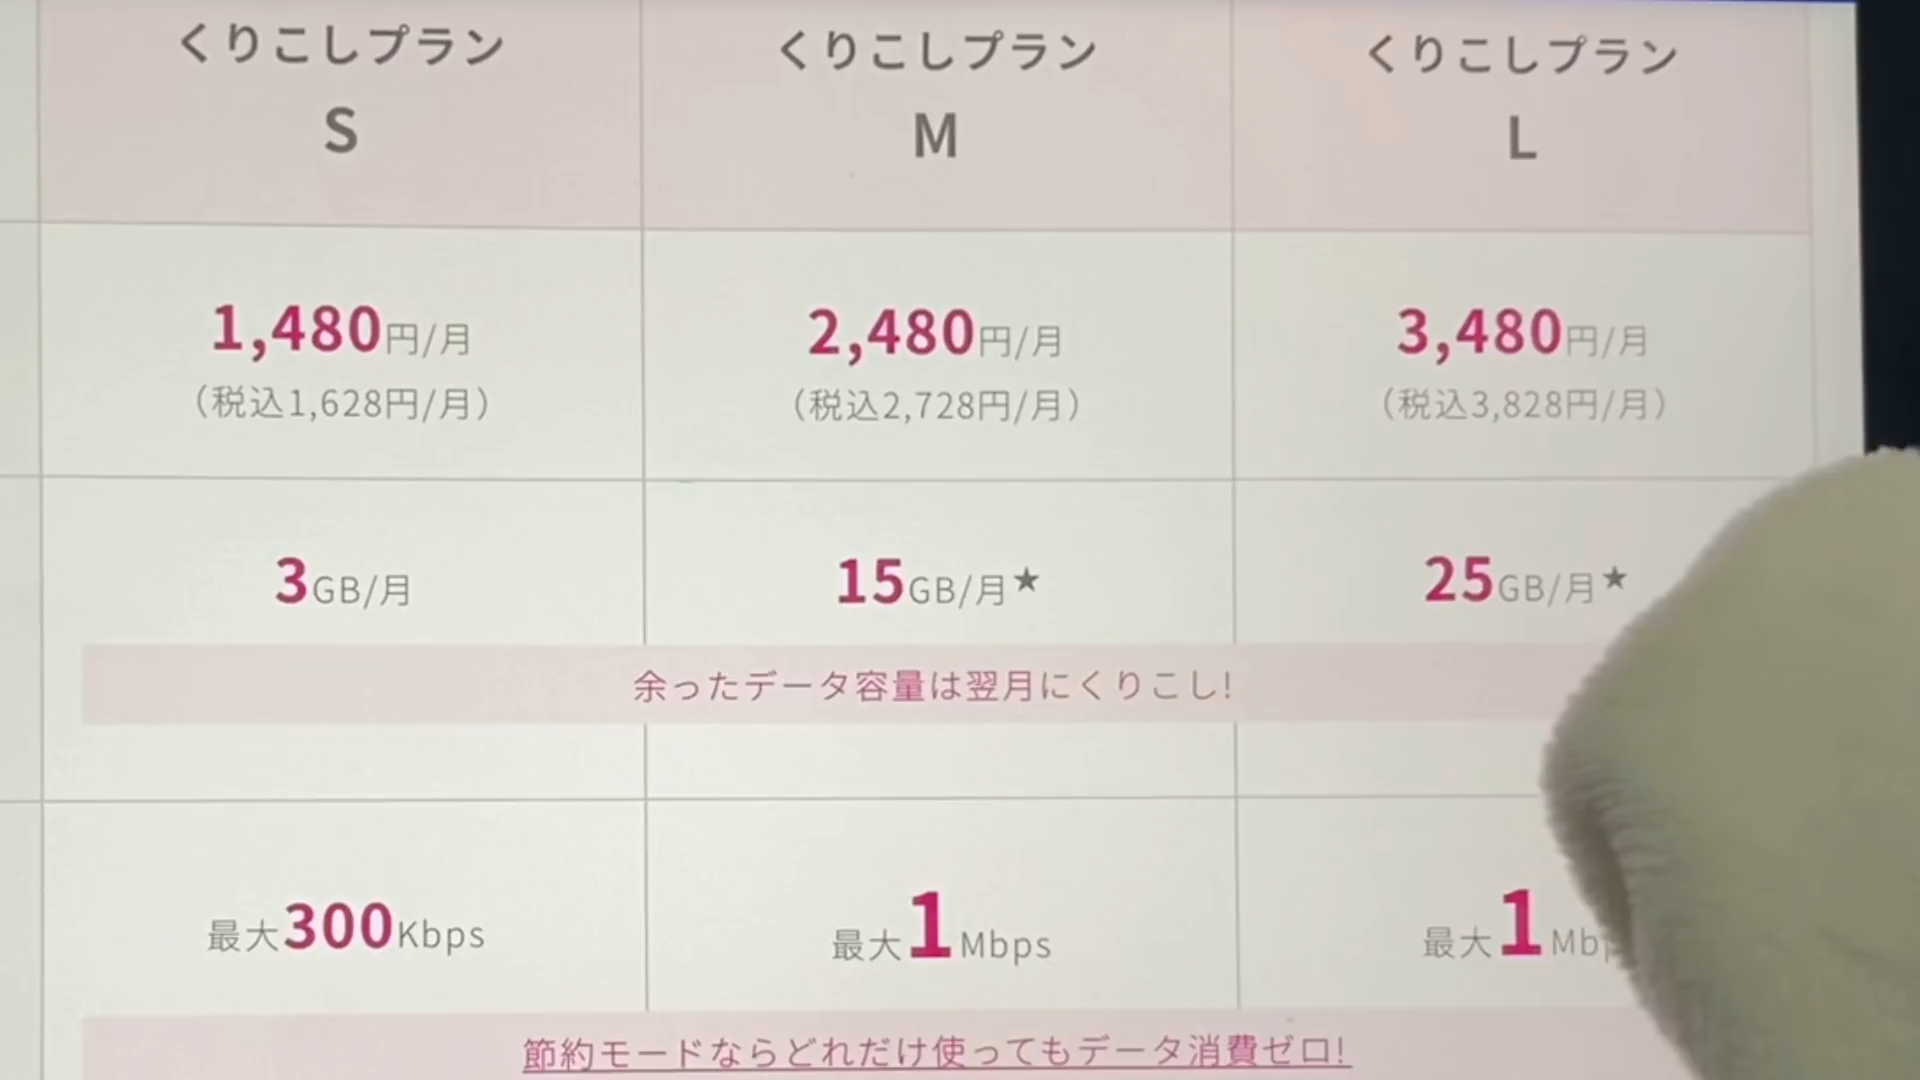 くりこしプラン
S
くりこしプラン
M
くりこしプラン
L
1,480円/月
(税込1,628円/月)
2,480円/月
(税込2,728円/月)
3,480円/月
(税込3,828円/月)
3GB/月
15GB/月★
25GB/月★
余ったデータ容量は翌月にくりこし!
最大300Kbps
最大1Mbps
最大1
節約モードならどれだけ使ってもデータ消費ゼロ!